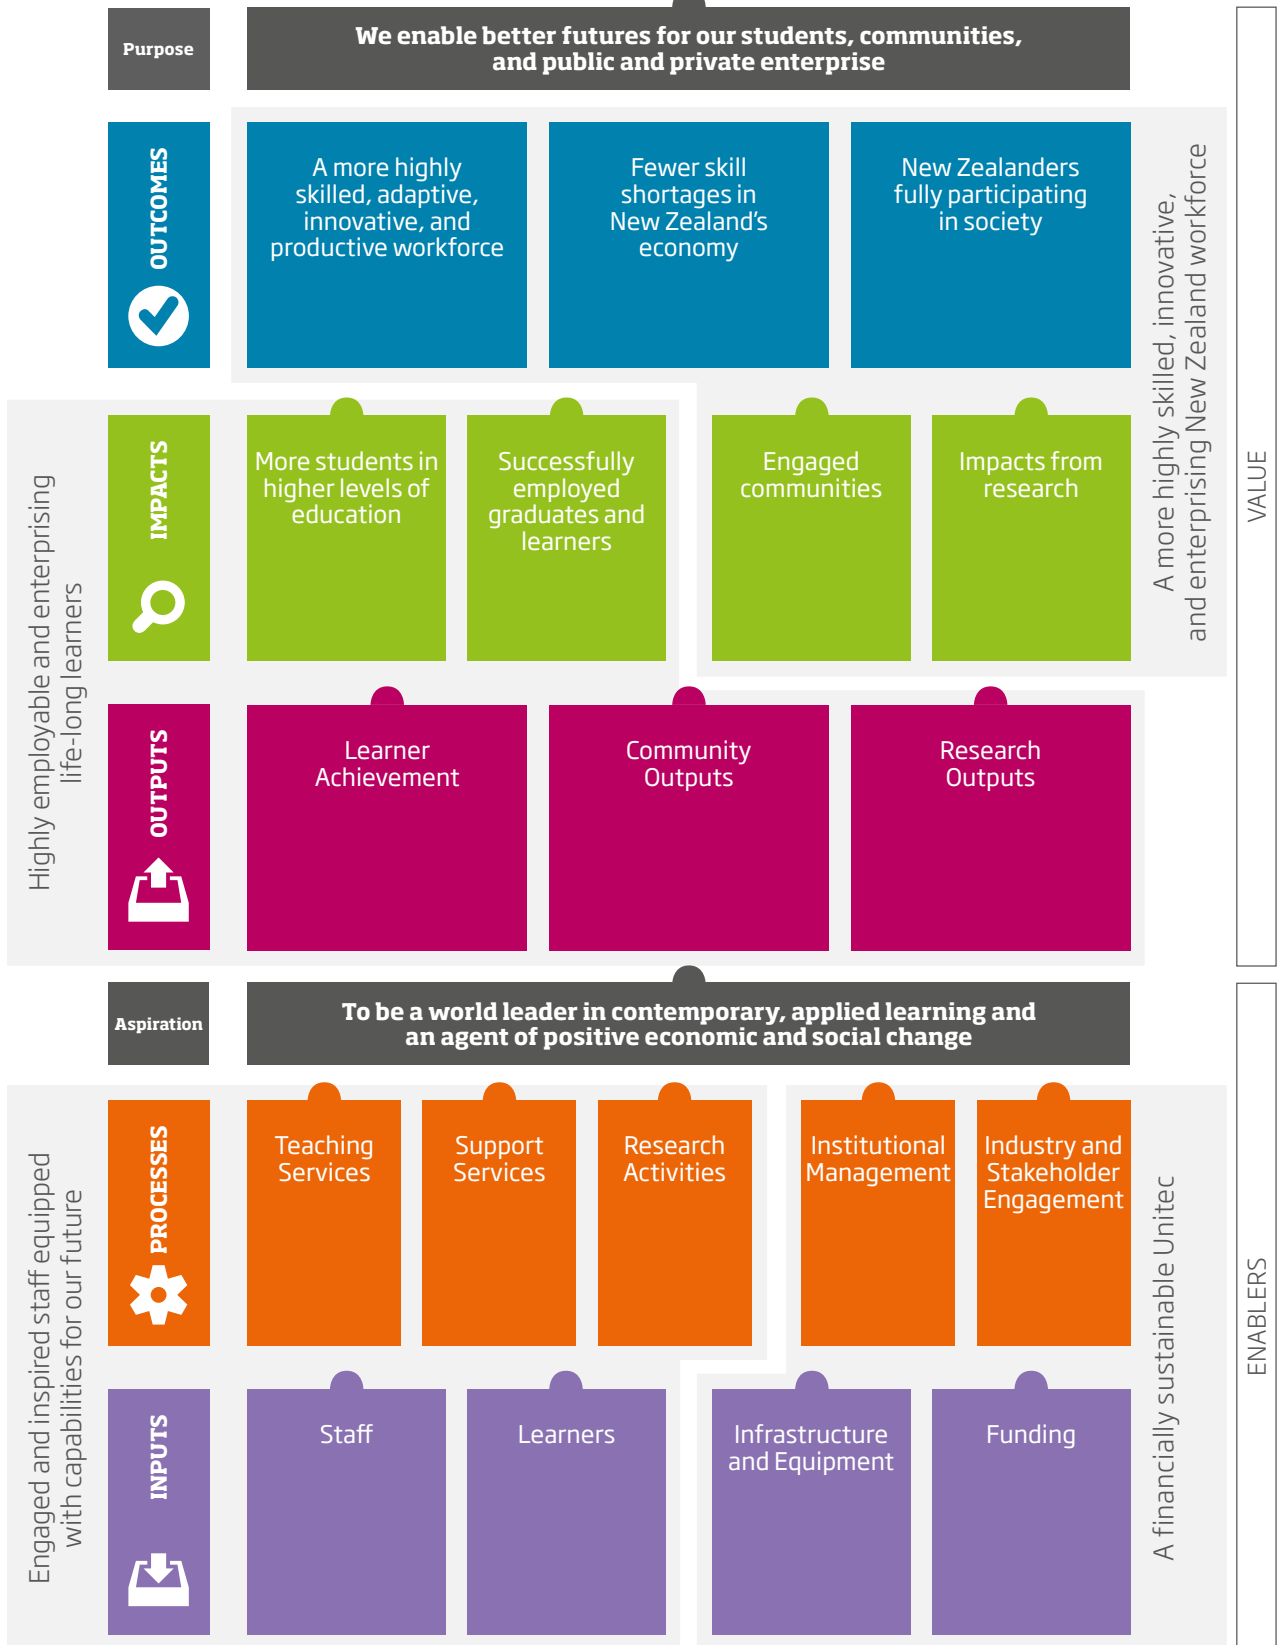 Purpose
We enable better futures for our students, communities,
and public and private enterprise
OUTCOMES
A more highly
skilled, adaptive,
innovative, and
productive workforce
Fewer skill
shortages in
New Zealand's
economy
New Zealanders
fully participating
in society
A more highly skilled, innovative,
and enterprising New Zealand workforce
VALUE
Highly employable and enterprising
life-long learners
IMPACTS
More students in
higher levels of
education
Successfully
employed
graduates and
learners
Engaged
communities
Impacts from
research
OUTPUTS
Learner
Achievement
Community
Outputs
Research
Outputs
Aspiration
To be a world leader in contemporary, applied learning and
an agent of positive economic and social change
Engaged and inspired staff equipped
with capabilities for our future
PROCESSES
Teaching
Services
Support
Services
Research
Activities
Institutional
Management
Industry and
Stakeholder
Engagement
A financially sustainable Unitec
ENABLERS
INPUTS
Staff
Learners
Infrastructure
and Equipment
Funding